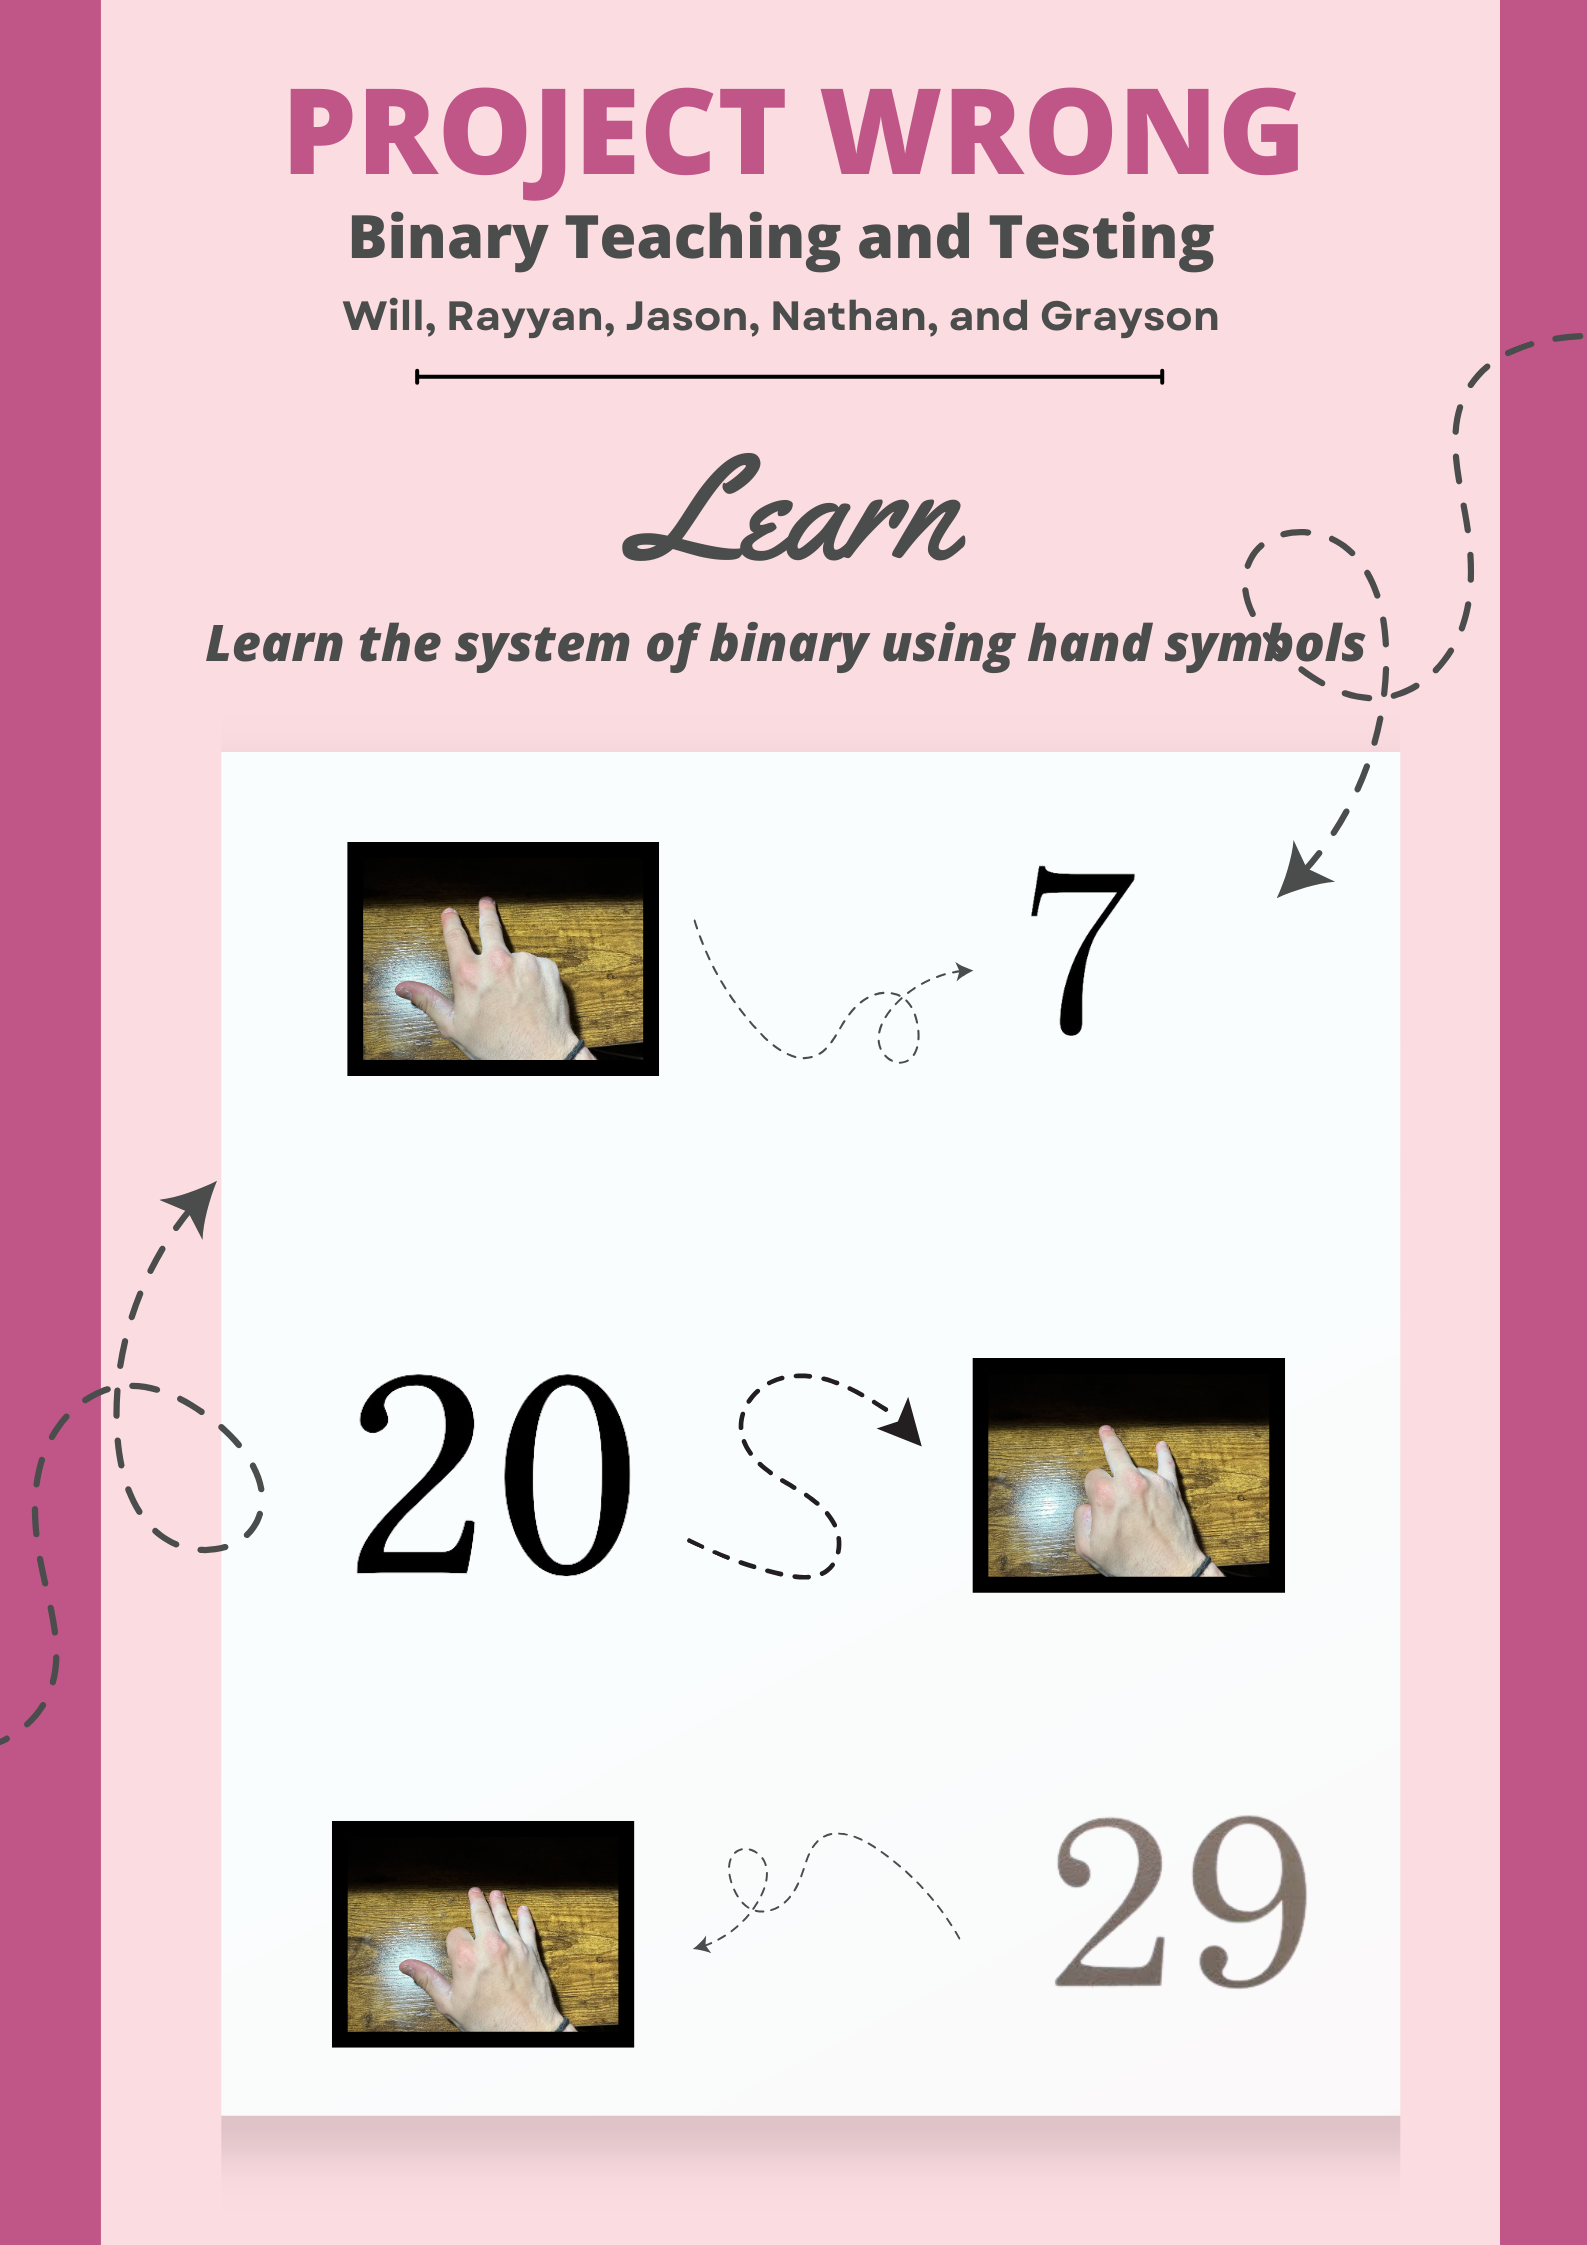 PROJECT WRONG
Binary Teaching and Testing
Will, Rayyan, Jason, Nathan, and Grayson
Learn
Learn the system of binary using hand symbols
7
20
29